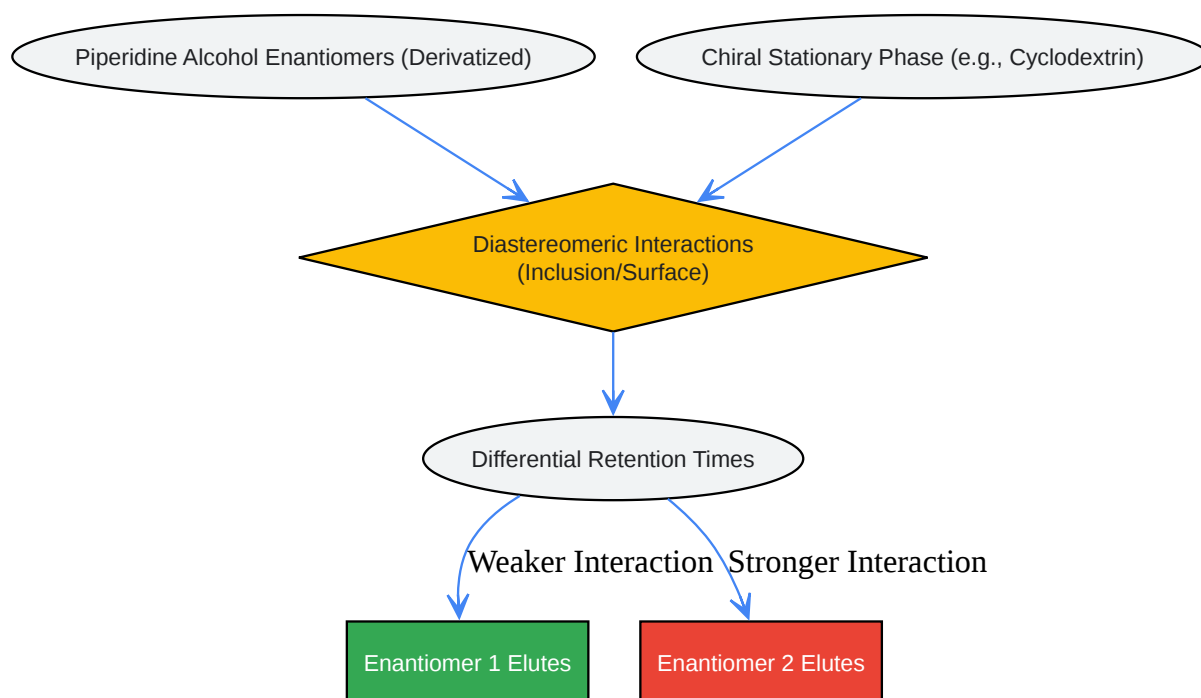 Piperidine Alcohol Enantiomers (Derivatized)
Chiral Stationary Phase (e.g., Cyclodextrin)
Diastereomeric Interactions
(Inclusion/Surface)
Differential Retention Times
Weaker Interaction
Stronger Interaction
Enantiomer 1 Elutes
Enantiomer 2 Elutes